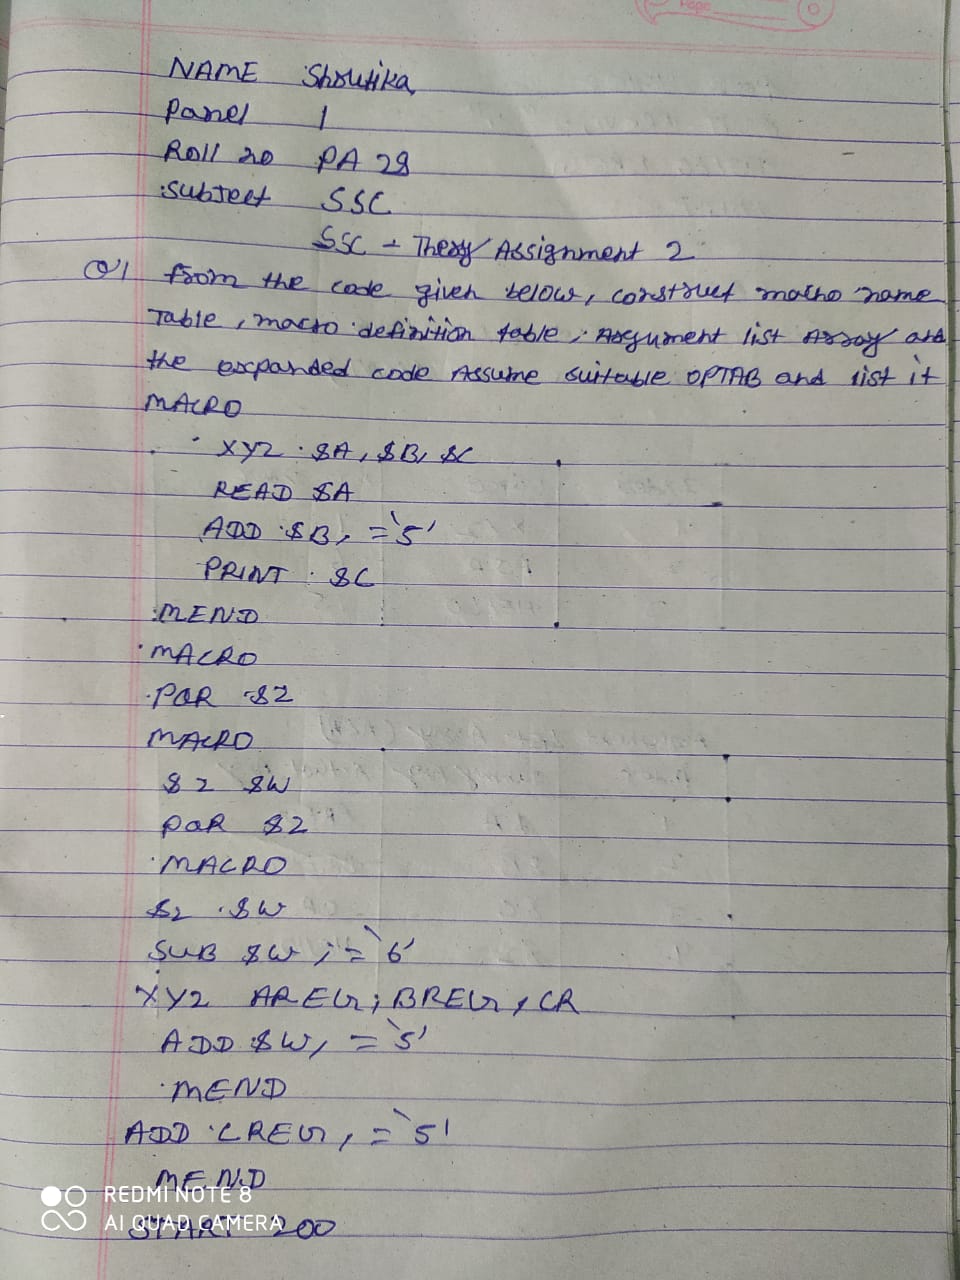 Page
NAME Shrutika
Panel 1
Roll no PA 28
Subject SSC
SSC - Theory Assignment 2
Q1 From the code given below, construct macro name
Table, macro definition table, Argument list Array and
the expanded code Assume suitable OPTAB and list it
MACRO
XYZ &A, &B, &C
READ &A
ADD &B, =`5'
PRINT &C
MEND
MACRO
PQR &Z
MACRO
&Z &W
PQR &Z
MACRO
&Z &W
SUB &W, =`6'
XYZ AREG, BREG, CR
ADD &W, =`5'
MEND
ADD CREG, =`5'
MEND
START 200
REDMI NOTE 8
AI QUAD CAMERA